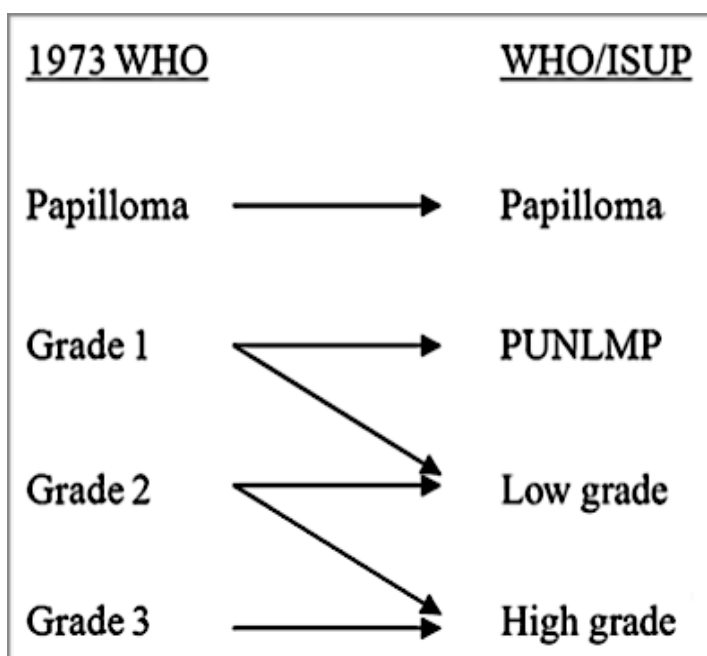 1973 WHO WHO/ISUP
Papilloma Papilloma
Grade 1 PUNLMP
Grade 2 Low grade
Grade 3 High grade